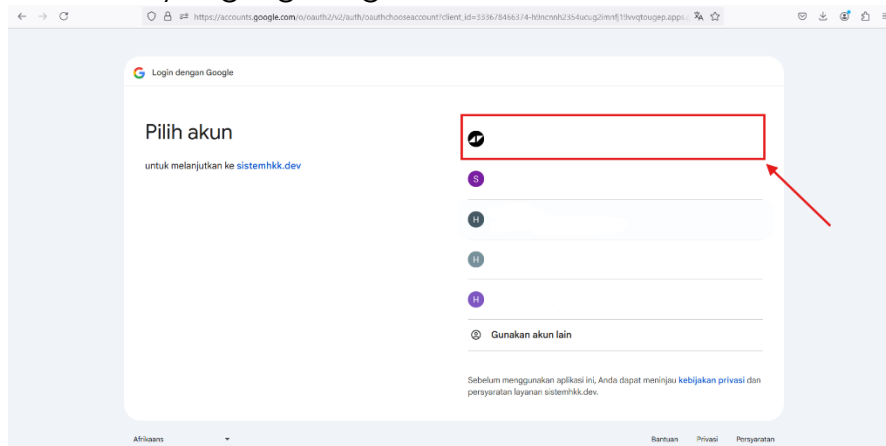 https://accounts.google.com/o/oauth2/v2/auth/oauthchooseaccount?client_id=
Login dengan Google
Pilih akun
untuk melanjutkan ke sistemhkk.dev
S
H
H
H
Gunakan akun lain
Sebelum menggunakan aplikasi ini, Anda dapat meninjau kebijakan privasi dan
persyaratan layanan sistemhkk.dev.
Afrikaans
Bantuan Privasi Persyaratan